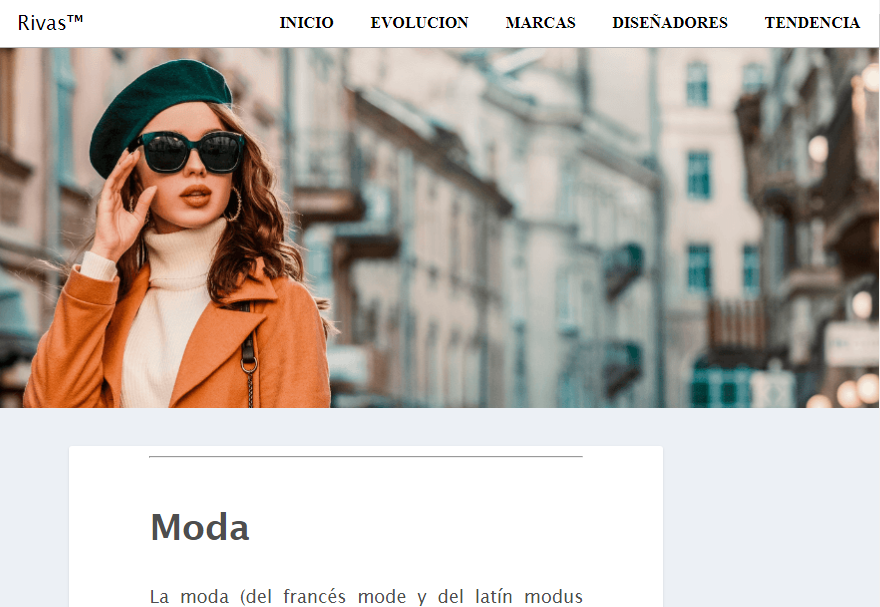 Rivas™ INICIO EVOLUCION MARCAS DISEÑADORES TENDENCIA
Moda
La moda (del francés mode y del latín modus